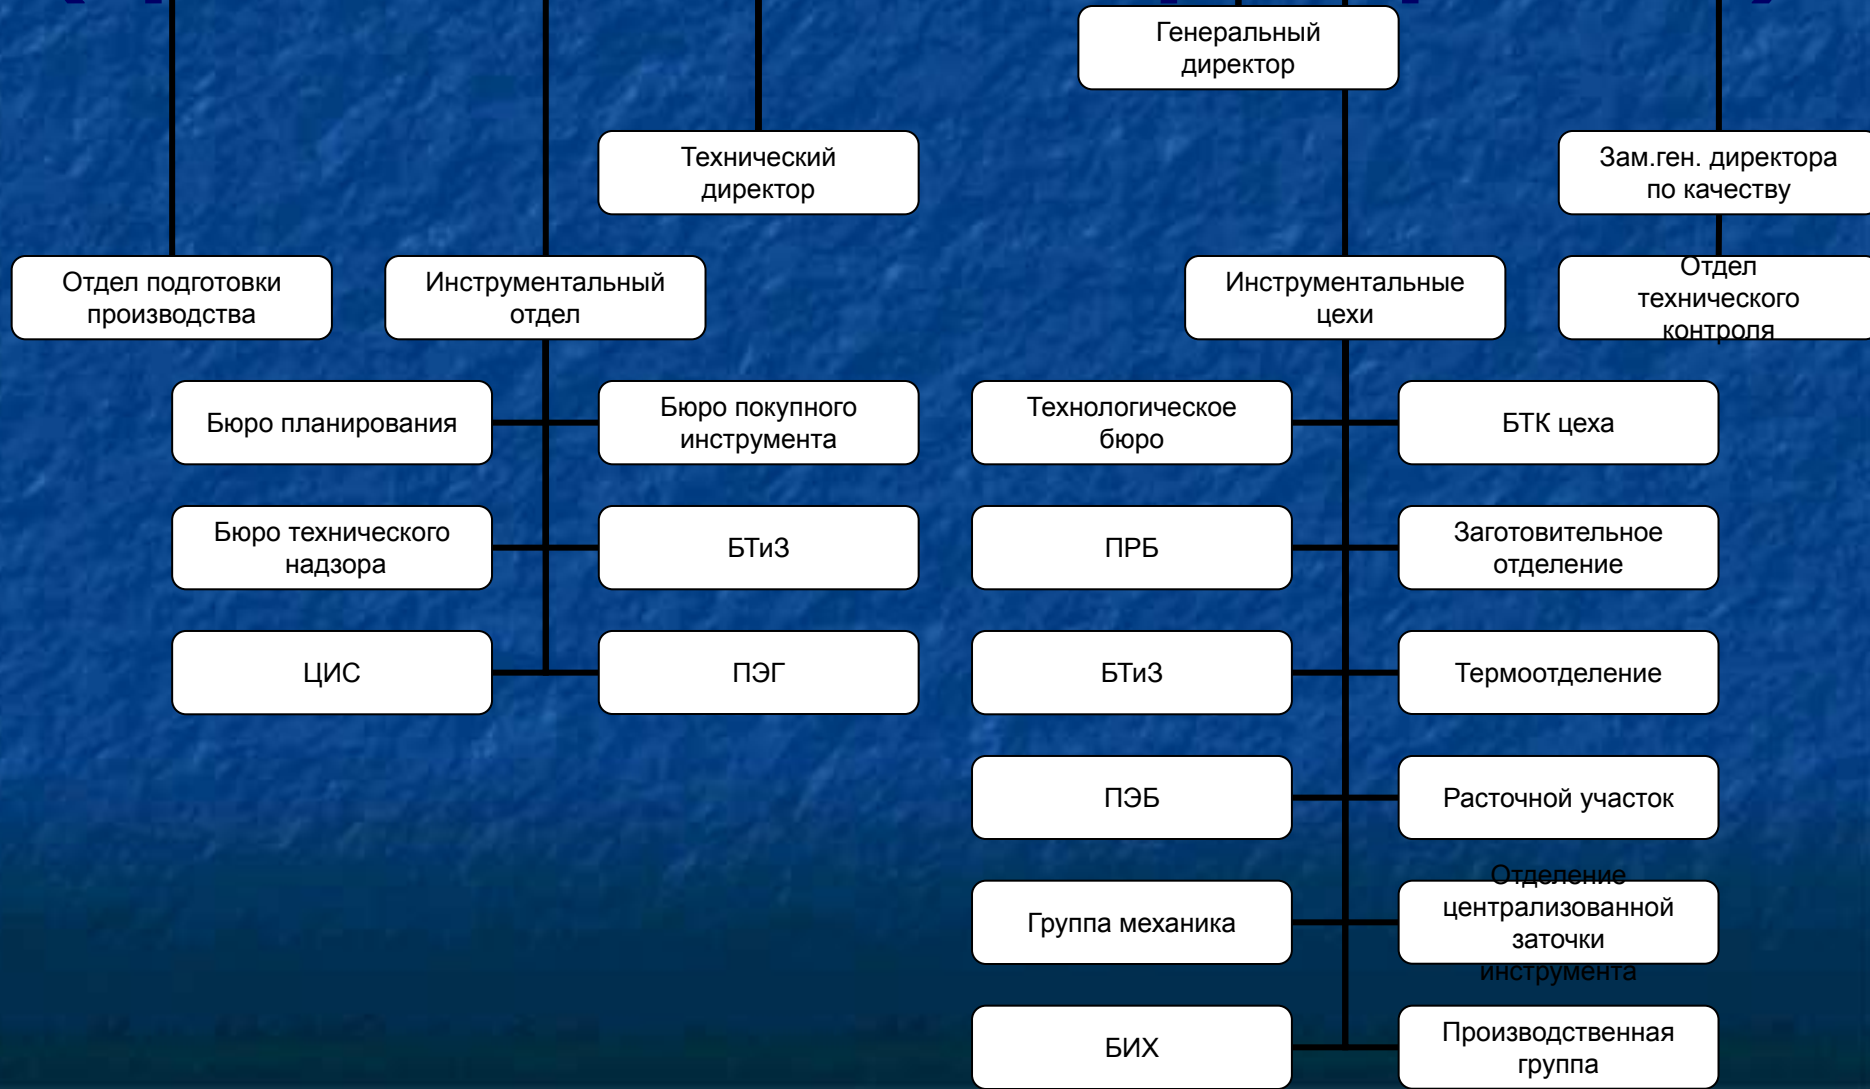 Генеральный
директор
Технический
директор
Зам.ген. директора
по качеству
Отдел подготовки
производства
Инструментальный
отдел
Инструментальные
цехи
Отдел
технического
контроля
Бюро планирования
Бюро покупного
инструмента
Технологическое
бюро
БТК цеха
Бюро технического
надзора
БТиЗ
ПРБ
Заготовительное
отделение
ЦИС
ПЭГ
БТиЗ
Термоотделение
ПЭБ
Расточной участок
Группа механика
Отделение
централизованной
заточки
инструмента
БИХ
Производственная
группа